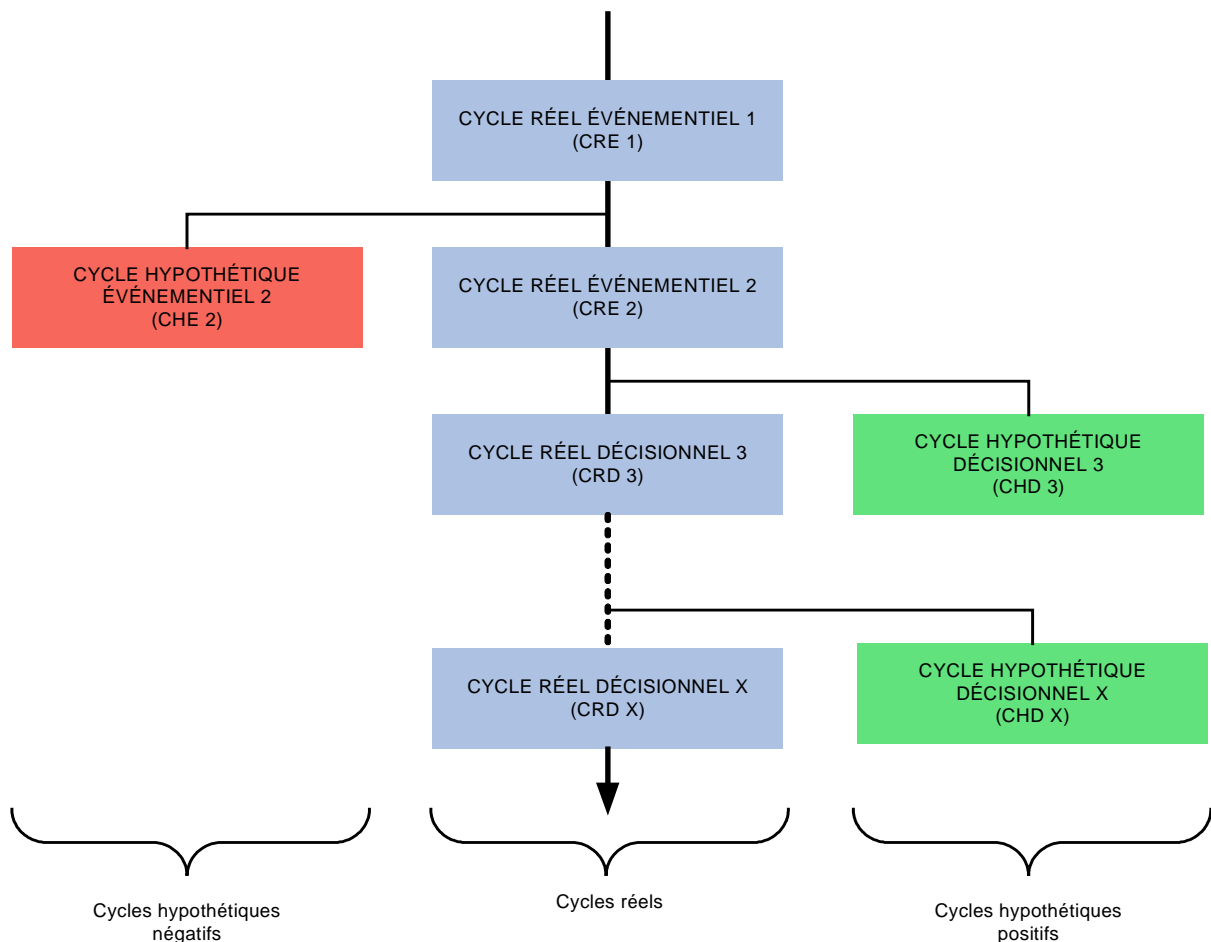 CYCLE RÉEL ÉVÉNEMENTIEL 1
(CRE 1)
CYCLE HYPOTHÉTIQUE
ÉVÉNEMENTIEL 2
(CHE 2)
CYCLE RÉEL ÉVÉNEMENTIEL 2
(CRE 2)
CYCLE RÉEL DÉCISIONNEL 3
(CRD 3)
CYCLE HYPOTHÉTIQUE
DÉCISIONNEL 3
(CHD 3)
CYCLE RÉEL DÉCISIONNEL X
(CRD X)
CYCLE HYPOTHÉTIQUE
DÉCISIONNEL X
(CHD X)
Cycles hypothétiques
négatifs
Cycles réels
Cycles hypothétiques
positifs